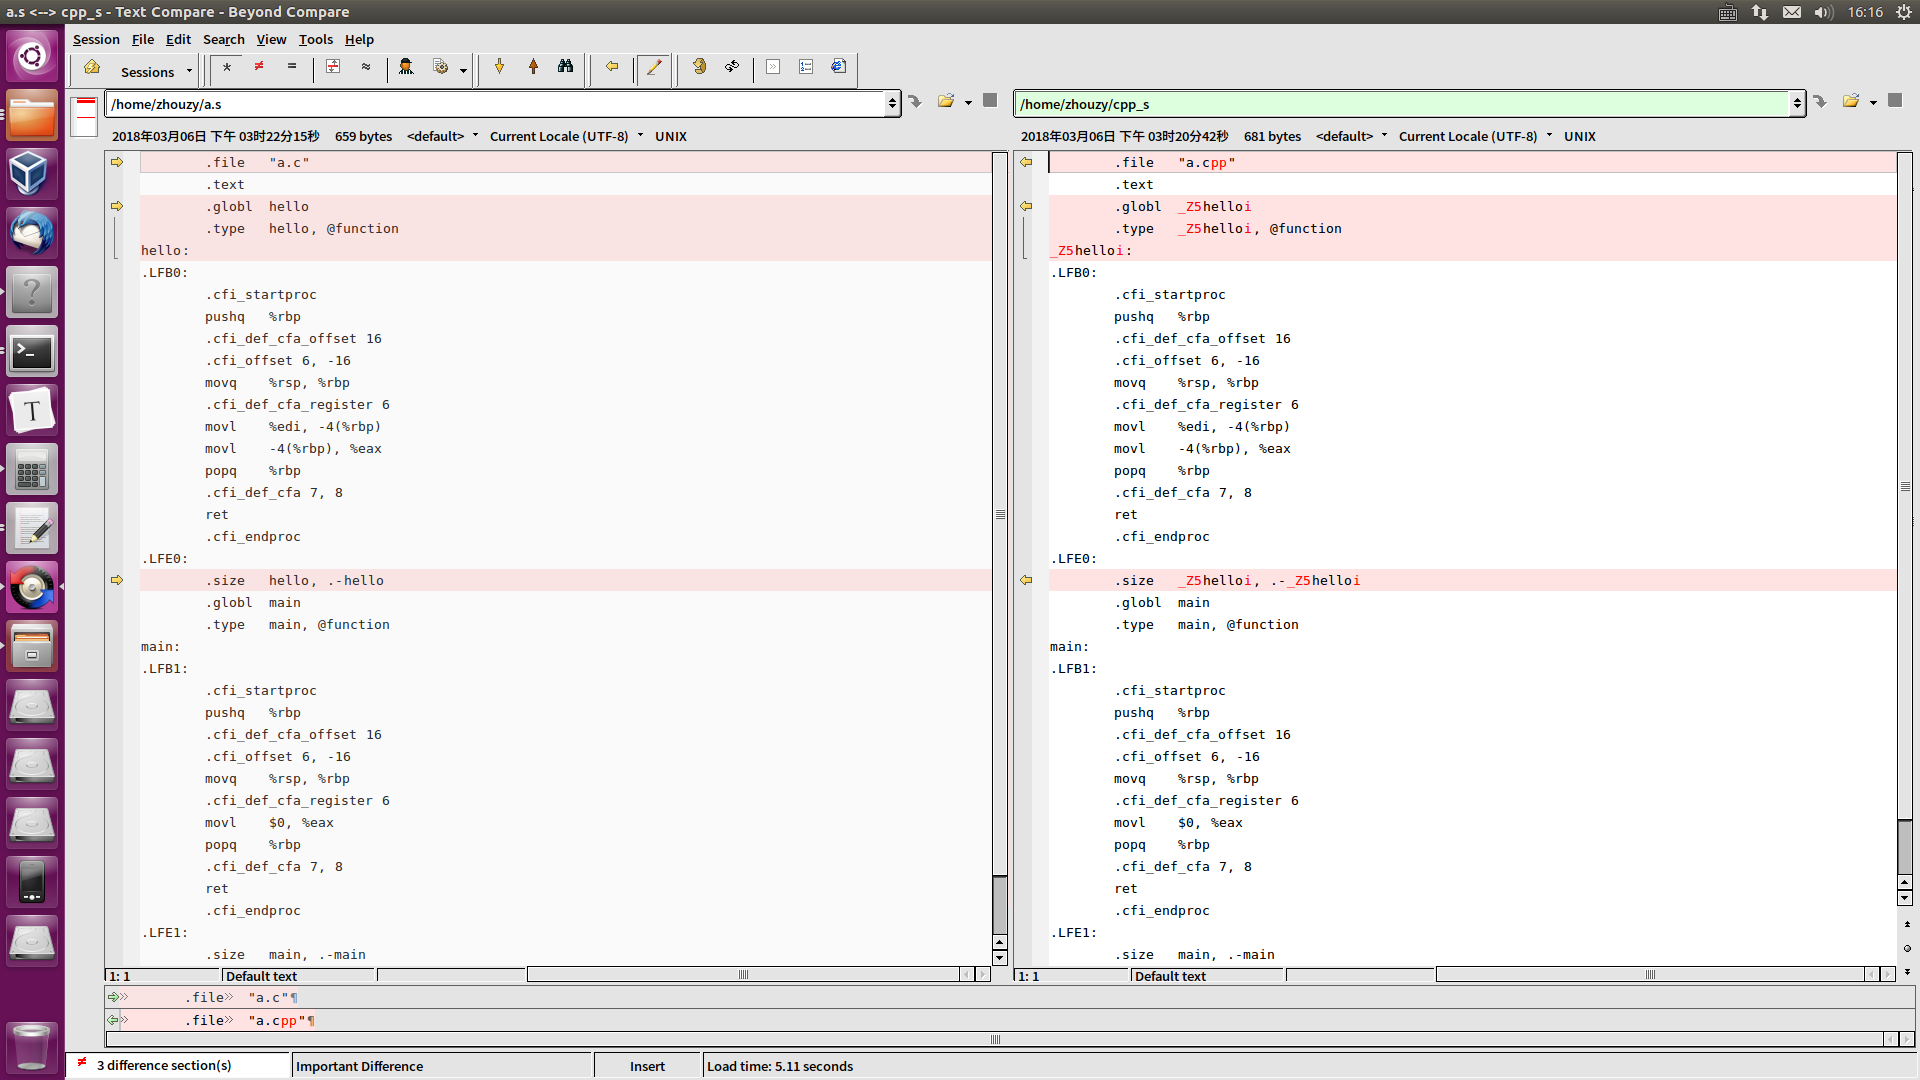 a.s <--> cpp_s - Text Compare - Beyond Compare
16:16
Session File Edit Search View Tools Help
Sessions
/home/zhouzy/a.s
/home/zhouzy/cpp_s
2018年03月06日 下午 03时22分15秒 659 bytes <default> Current Locale (UTF-8) UNIX
2018年03月06日 下午 03时20分42秒 681 bytes <default> Current Locale (UTF-8) UNIX
.file "a.c"
.text
.globl hello
.type hello, @function
hello:
.LFB0:
.cfi_startproc
pushq %rbp
.cfi_def_cfa_offset 16
.cfi_offset 6, -16
movq %rsp, %rbp
.cfi_def_cfa_register 6
movl %edi, -4(%rbp)
movl -4(%rbp), %eax
popq %rbp
.cfi_def_cfa 7, 8
ret
.cfi_endproc
.LFE0:
.size hello, .-hello
.globl main
.type main, @function
main:
.LFB1:
.cfi_startproc
pushq %rbp
.cfi_def_cfa_offset 16
.cfi_offset 6, -16
movq %rsp, %rbp
.cfi_def_cfa_register 6
movl $0, %eax
popq %rbp
.cfi_def_cfa 7, 8
ret
.cfi_endproc
.LFE1:
.size main, .-main
1: 1 Default text
.file "a.cpp"
.text
.globl _Z5helloi
.type _Z5helloi, @function
_Z5helloi:
.LFB0:
.cfi_startproc
pushq %rbp
.cfi_def_cfa_offset 16
.cfi_offset 6, -16
movq %rsp, %rbp
.cfi_def_cfa_register 6
movl %edi, -4(%rbp)
movl -4(%rbp), %eax
popq %rbp
.cfi_def_cfa 7, 8
ret
.cfi_endproc
.LFE0:
.size _Z5helloi, .-_Z5helloi
.globl main
.type main, @function
main:
.LFB1:
.cfi_startproc
pushq %rbp
.cfi_def_cfa_offset 16
.cfi_offset 6, -16
movq %rsp, %rbp
.cfi_def_cfa_register 6
movl $0, %eax
popq %rbp
.cfi_def_cfa 7, 8
ret
.cfi_endproc
.LFE1:
.size main, .-main
1: 1 Default text
» .file» "a.c"¶
» .file» "a.cpp"¶
3 difference section(s) Important Difference Insert Load time: 5.11 seconds